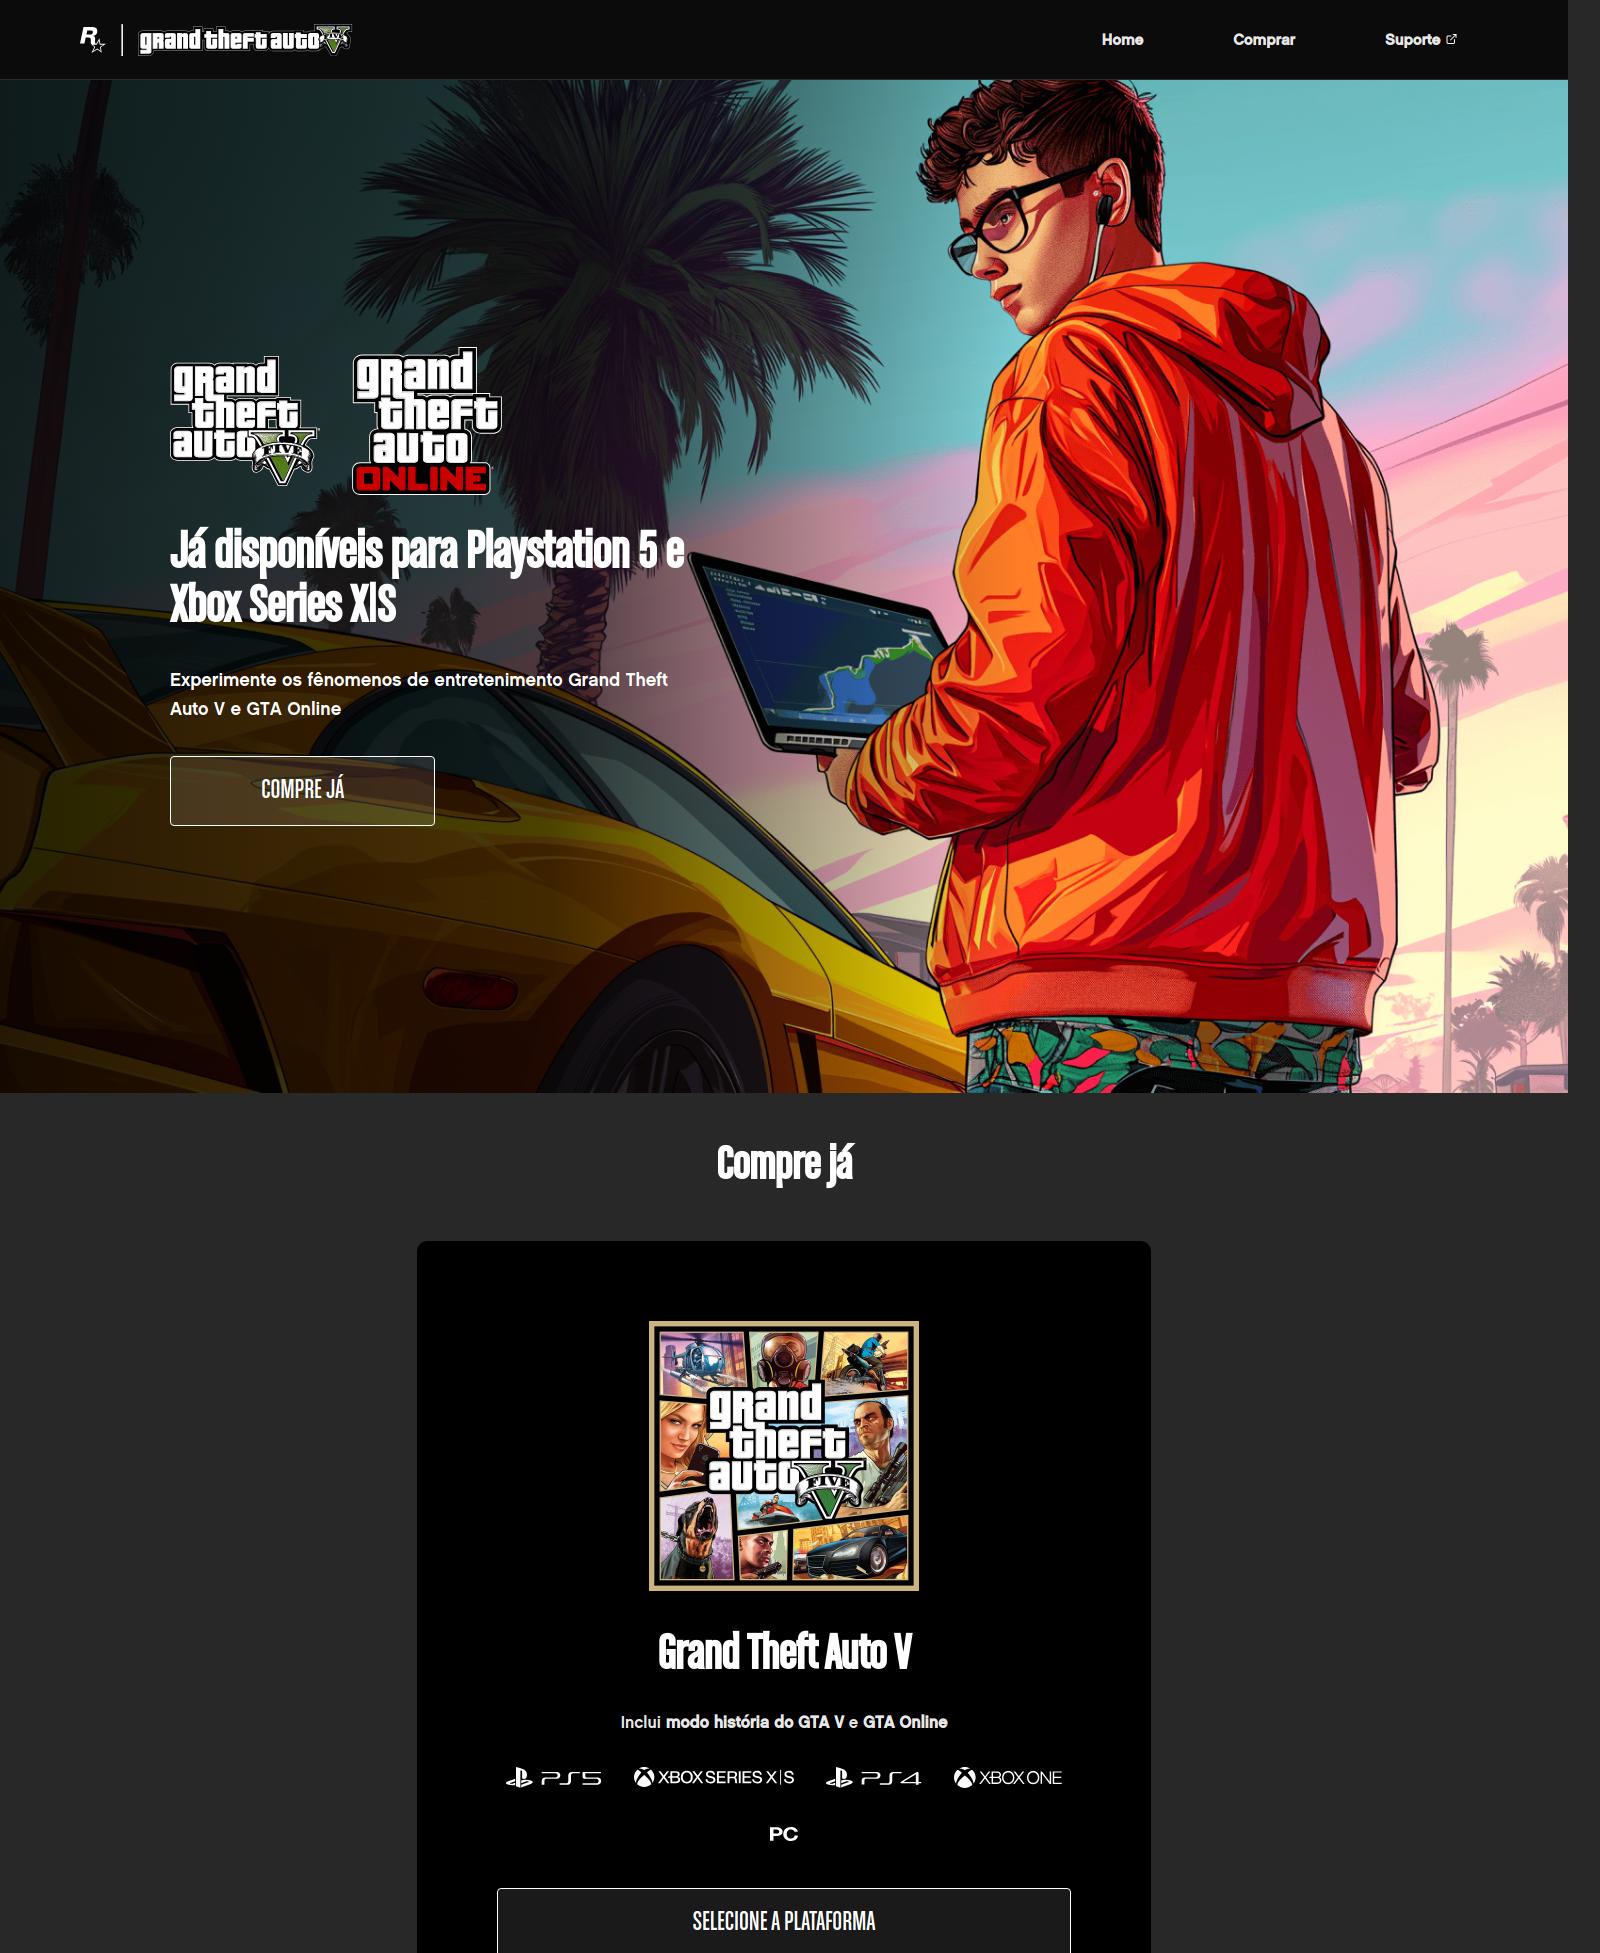 R
grand theft auto V
FIVE
Home
Comprar
Suporte
grand
theft
auto V
FIVE
grand
theft
auto
ONLINE
Já disponíveis para Playstation 5 e
Xbox Series X|S
Experimente os fênomenos de entretenimento Grand Theft
Auto V e GTA Online
COMPRE JÁ
Compre já
grand
theft
auto V
FIVE
Grand Theft Auto V
Inclui modo história do GTA V e GTA Online
PS5
XBOX SERIES X|S
PS4
XBOX ONE
PC
SELECIONE A PLATAFORMA